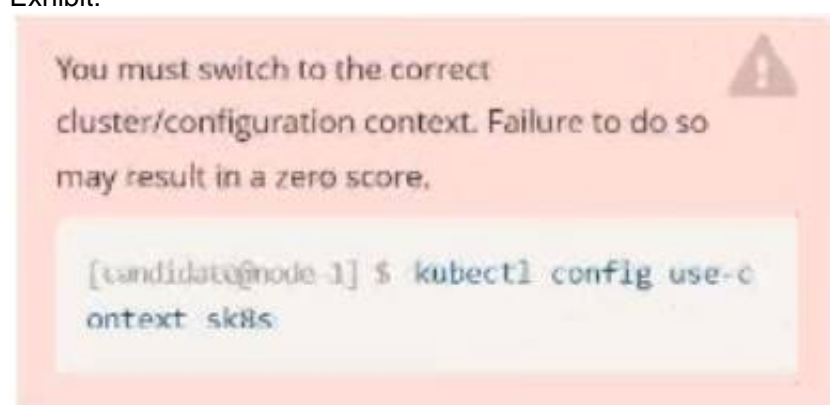 Exhibit:
You must switch to the correct
cluster/configuration context. Failure to do so
may result in a zero score.
[candidate@node-1] $ kubectl config use-c
ontext sk8s